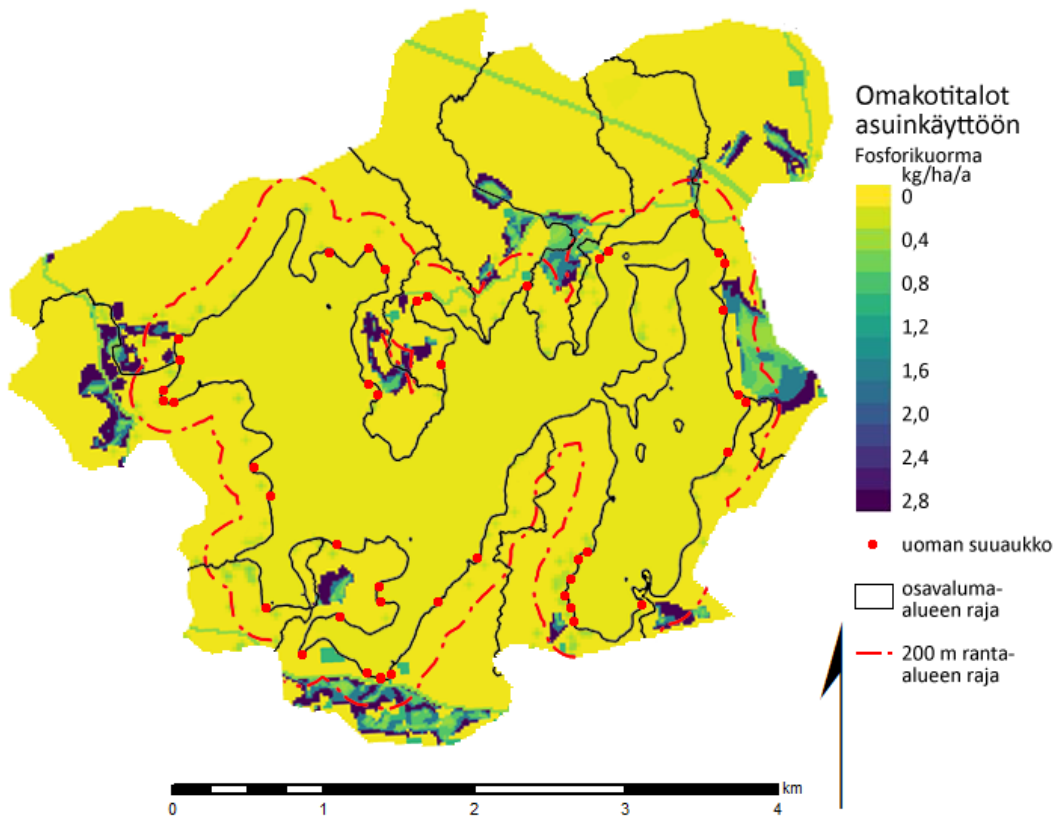 Omakotitalot
asuinkäyttöön
Fosforikuorma
kg/ha/a
0
0,4
0,8
1,2
1,6
2,0
2,4
2,8
uoman suuaukko
osavaluma-
alueen raja
200 m ranta-
alueen raja
km
0 1 2 3 4